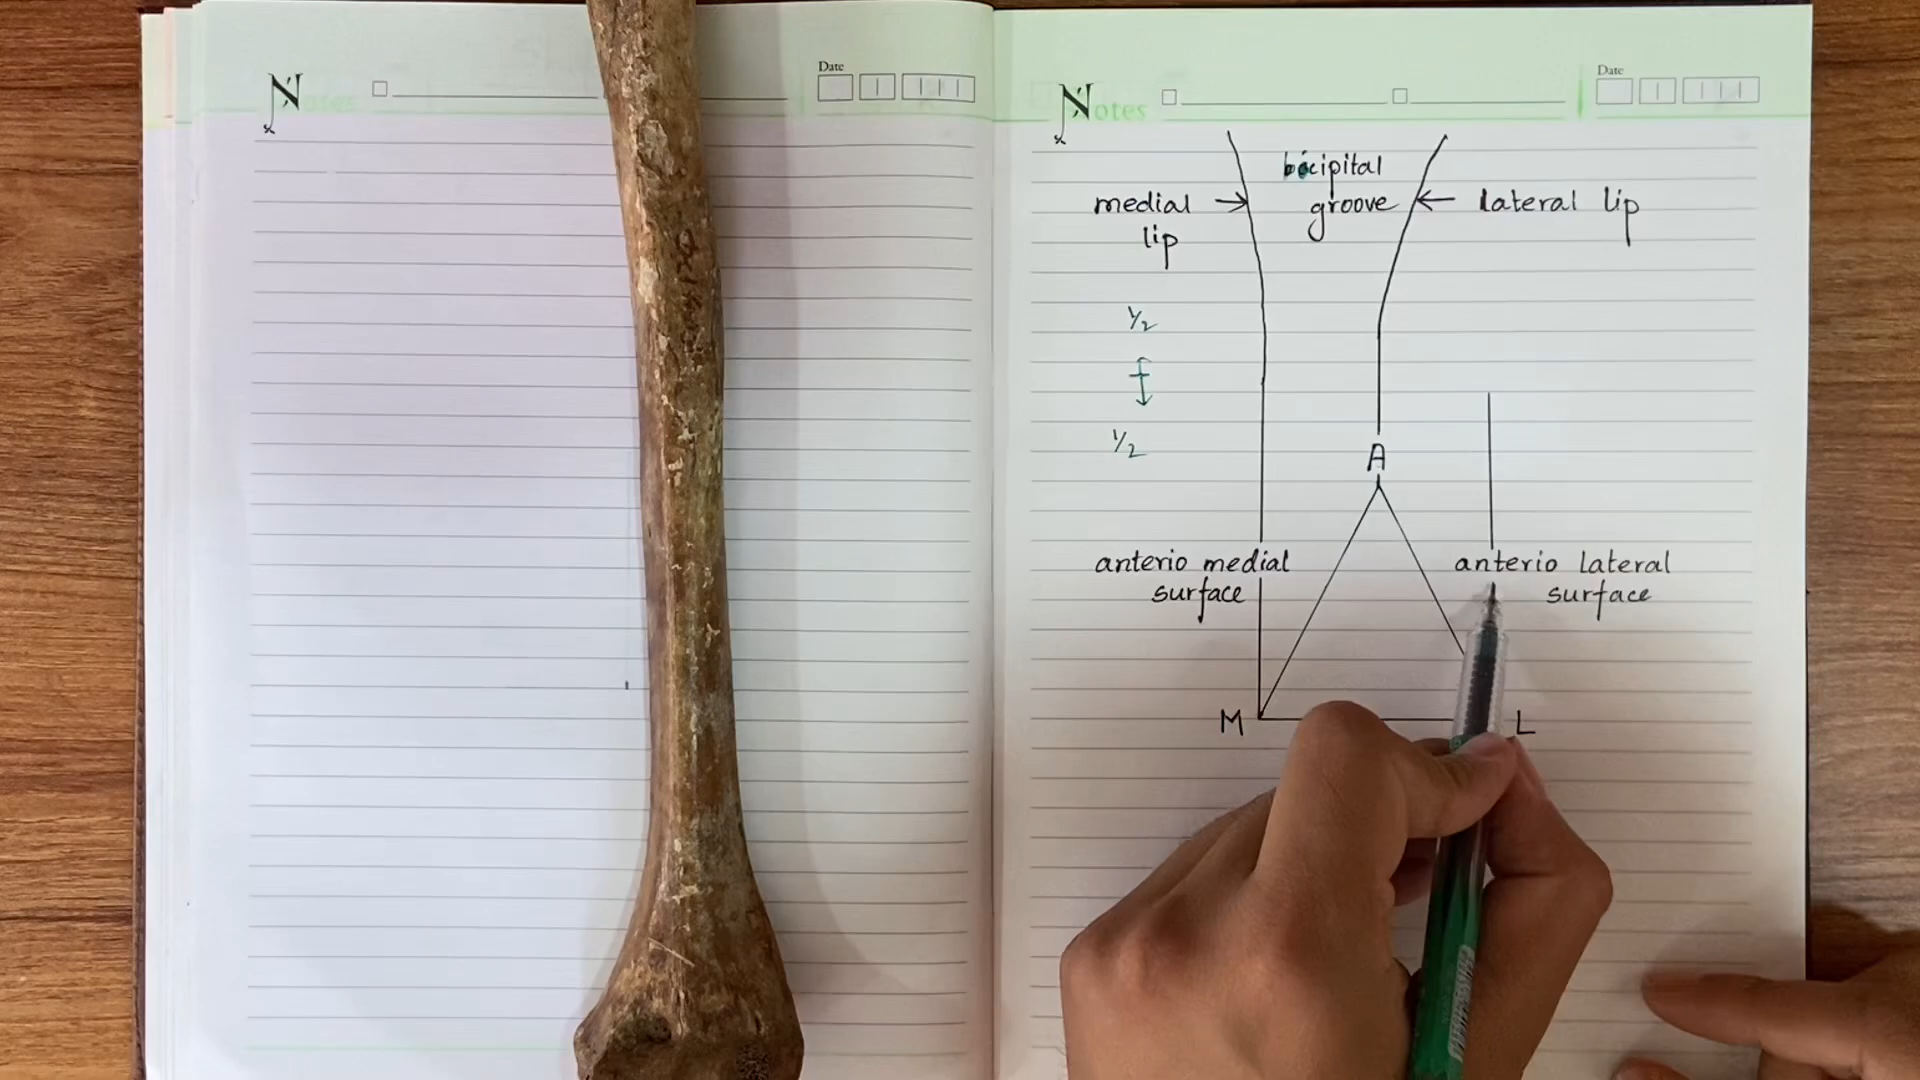 Date
Notes
Date
Notes
bicipital
groove
medial
lip
lateral lip
1/2
1/2
A
anterio medial
surface
anterio lateral
surface
M
L